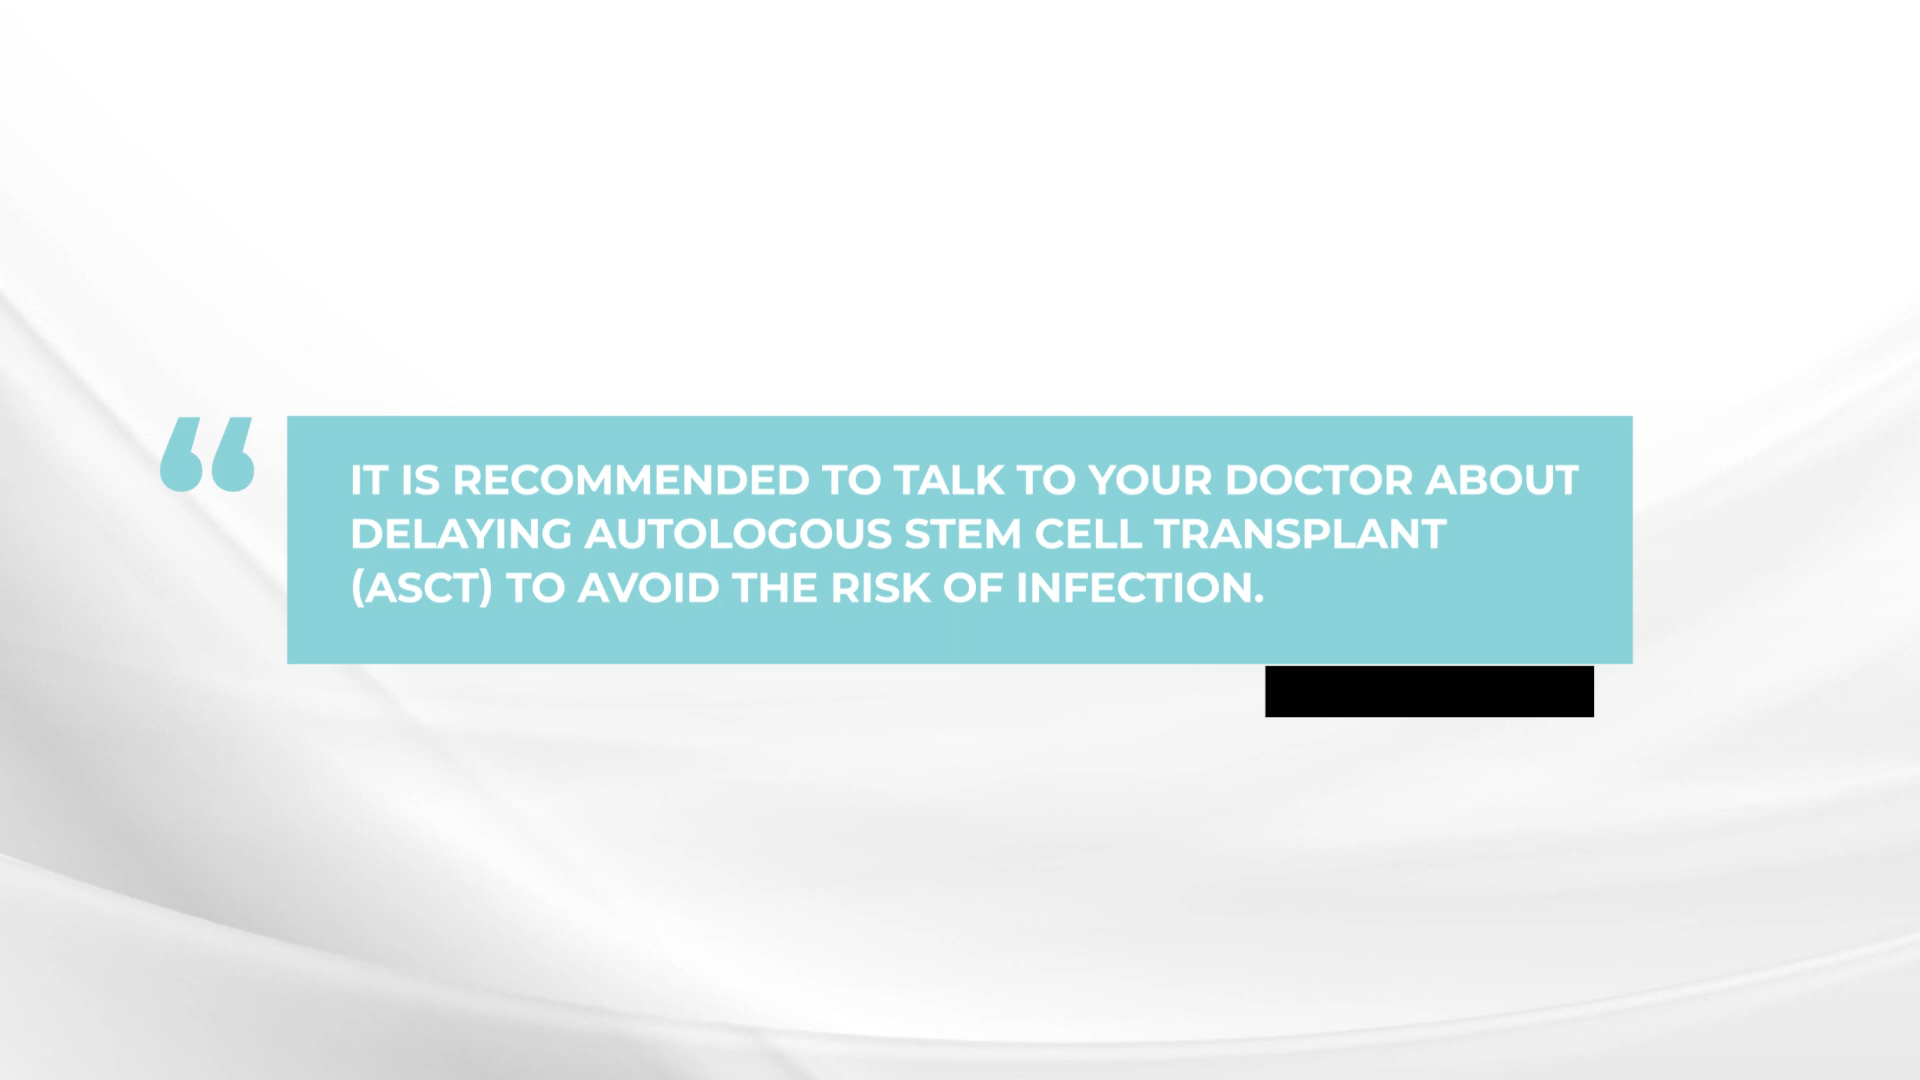 “
IT IS RECOMMENDED TO TALK TO YOUR DOCTOR ABOUT
DELAYING AUTOLOGOUS STEM CELL TRANSPLANT
(ASCT) TO AVOID THE RISK OF INFECTION.